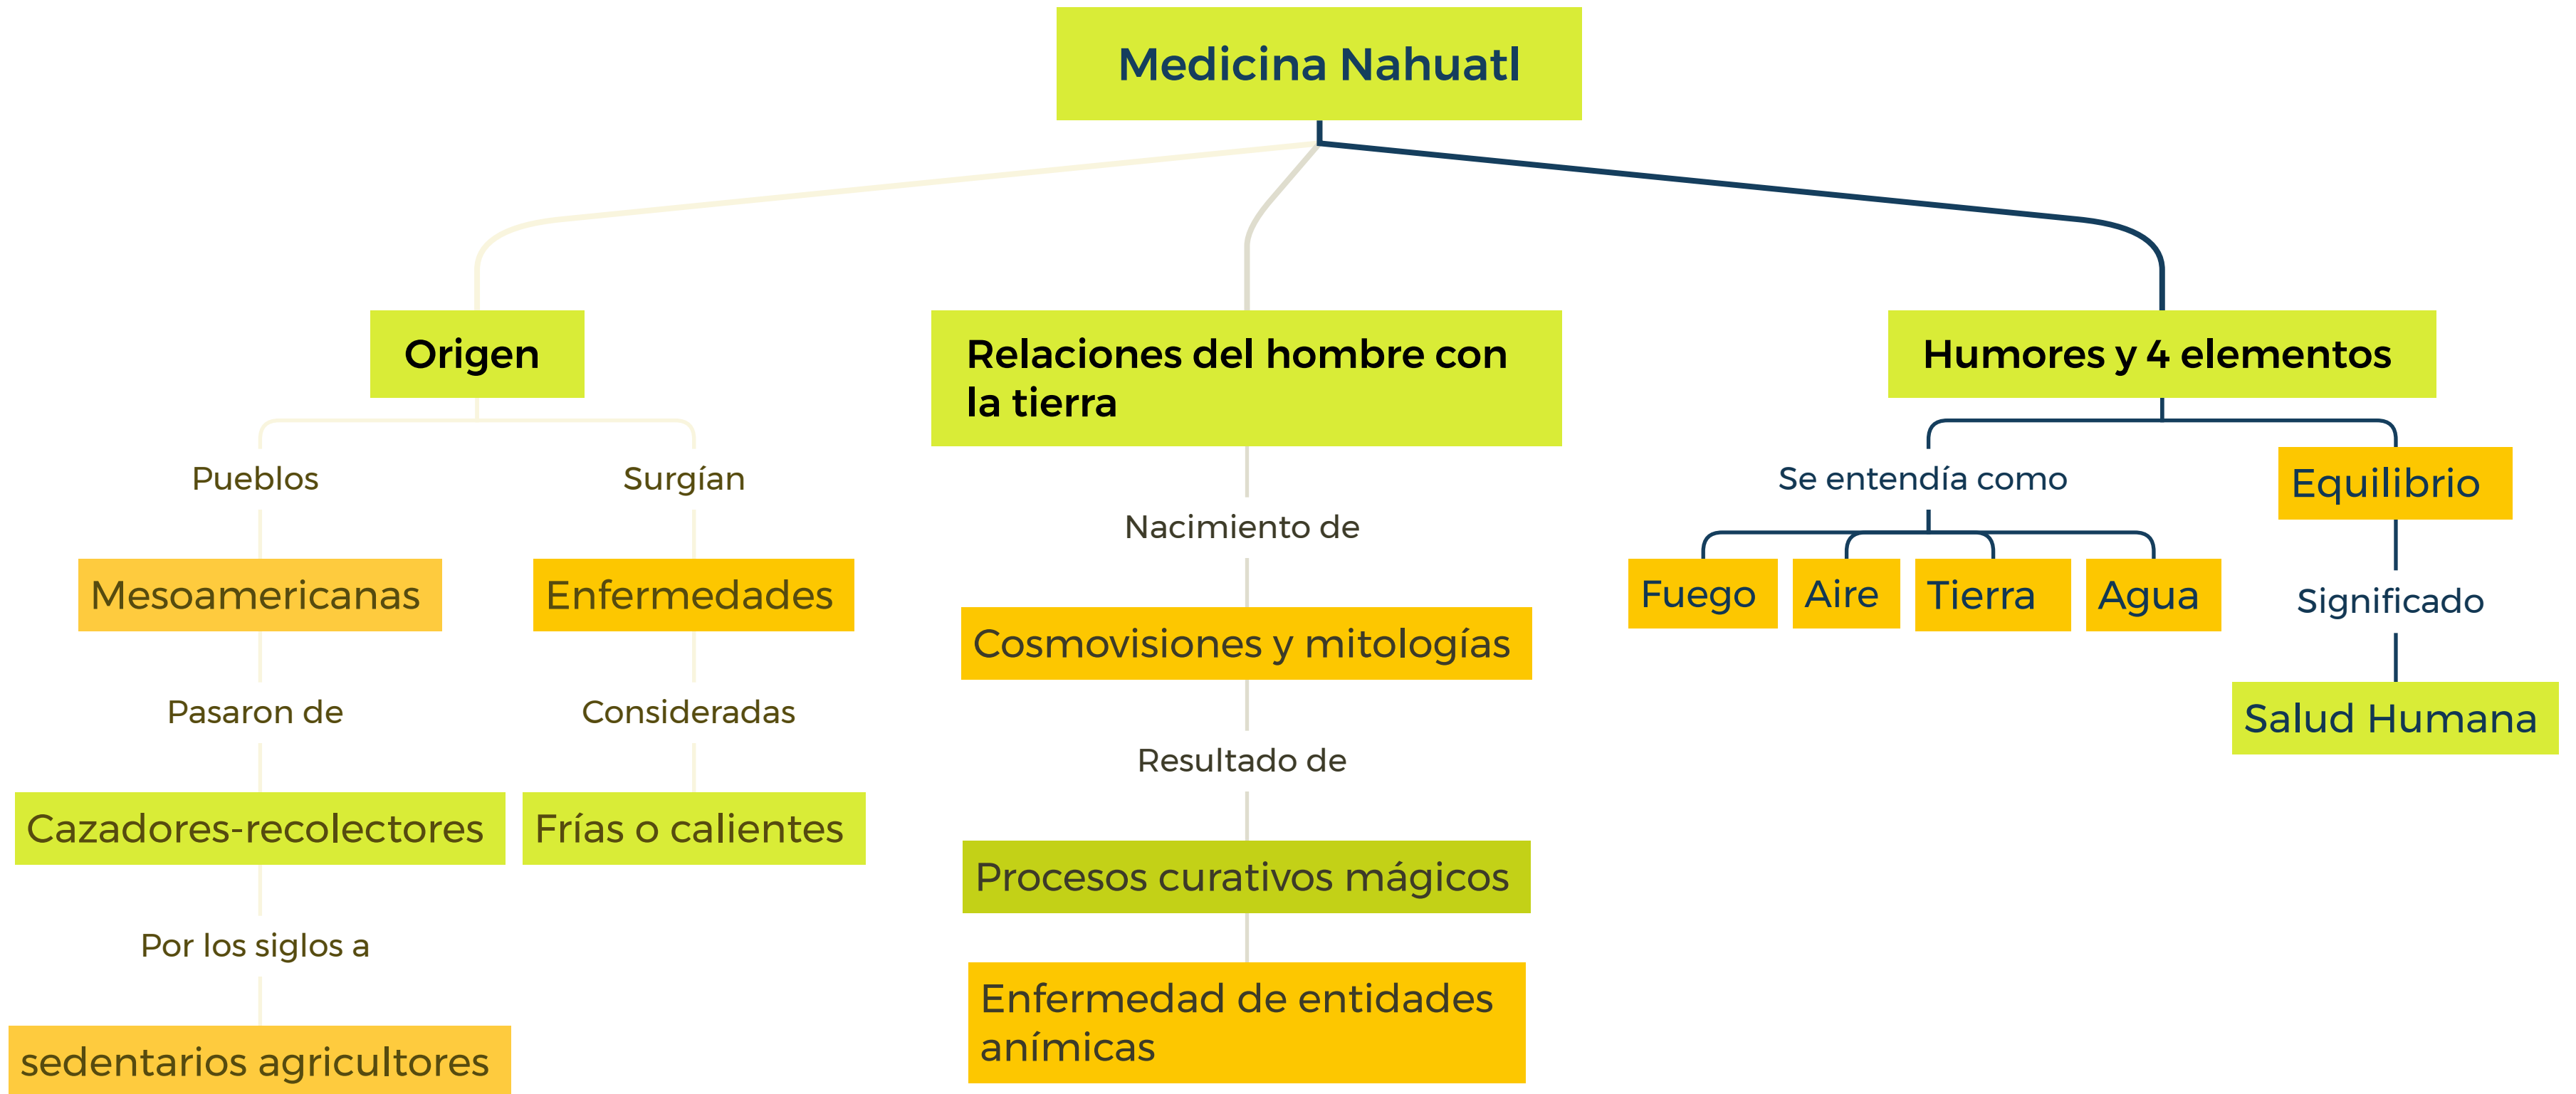 Medicina Nahuatl
Origen
Pueblos
Mesoamericanas
Pasaron de
Cazadores-recolectores
Por los siglos a
sedentarios agricultores
Surgían
Enfermedades
Consideradas
Frías o calientes
Relaciones del hombre con
la tierra
Nacimiento de
Cosmovisiones y mitologías
Resultado de
Procesos curativos mágicos
Enfermedad de entidades
anímicas
Humores y 4 elementos
Se entendía como
Fuego
Aire
Tierra
Agua
Equilibrio
Significado
Salud Humana